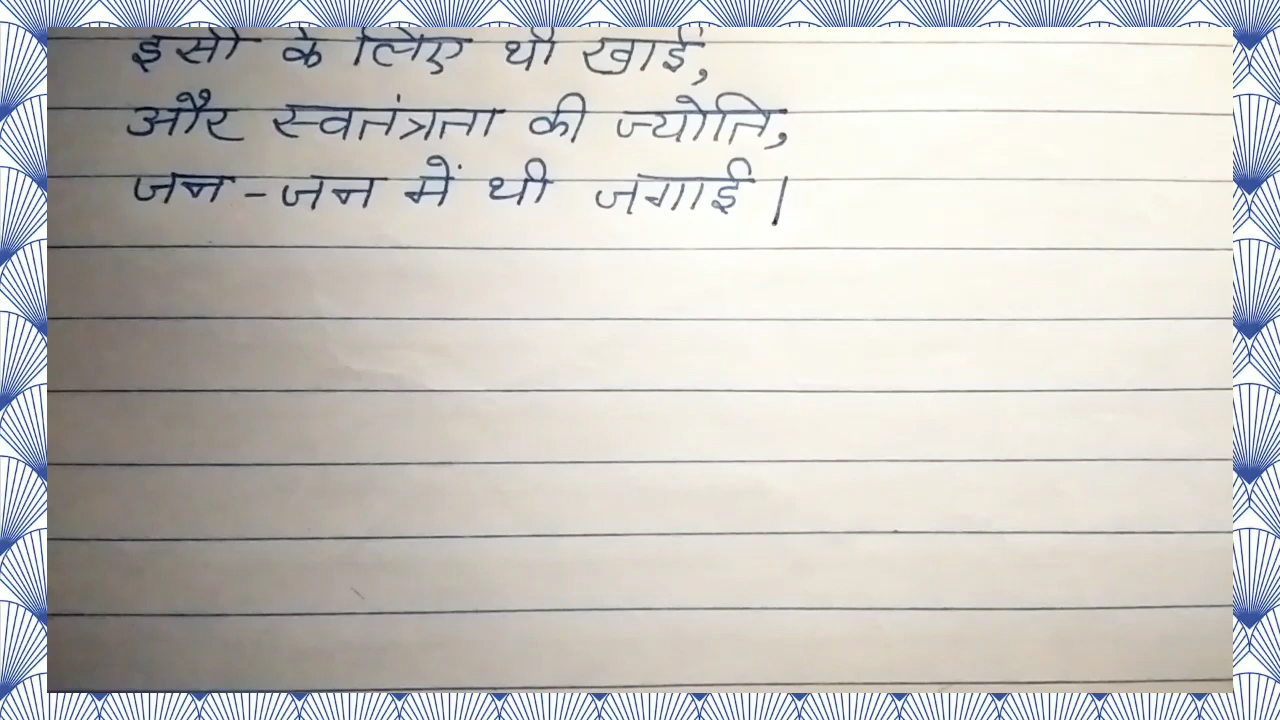 इसी के लिए थी खाई,
और स्वतंत्रता की ज्योति,
जन-जन में थी जगाई।